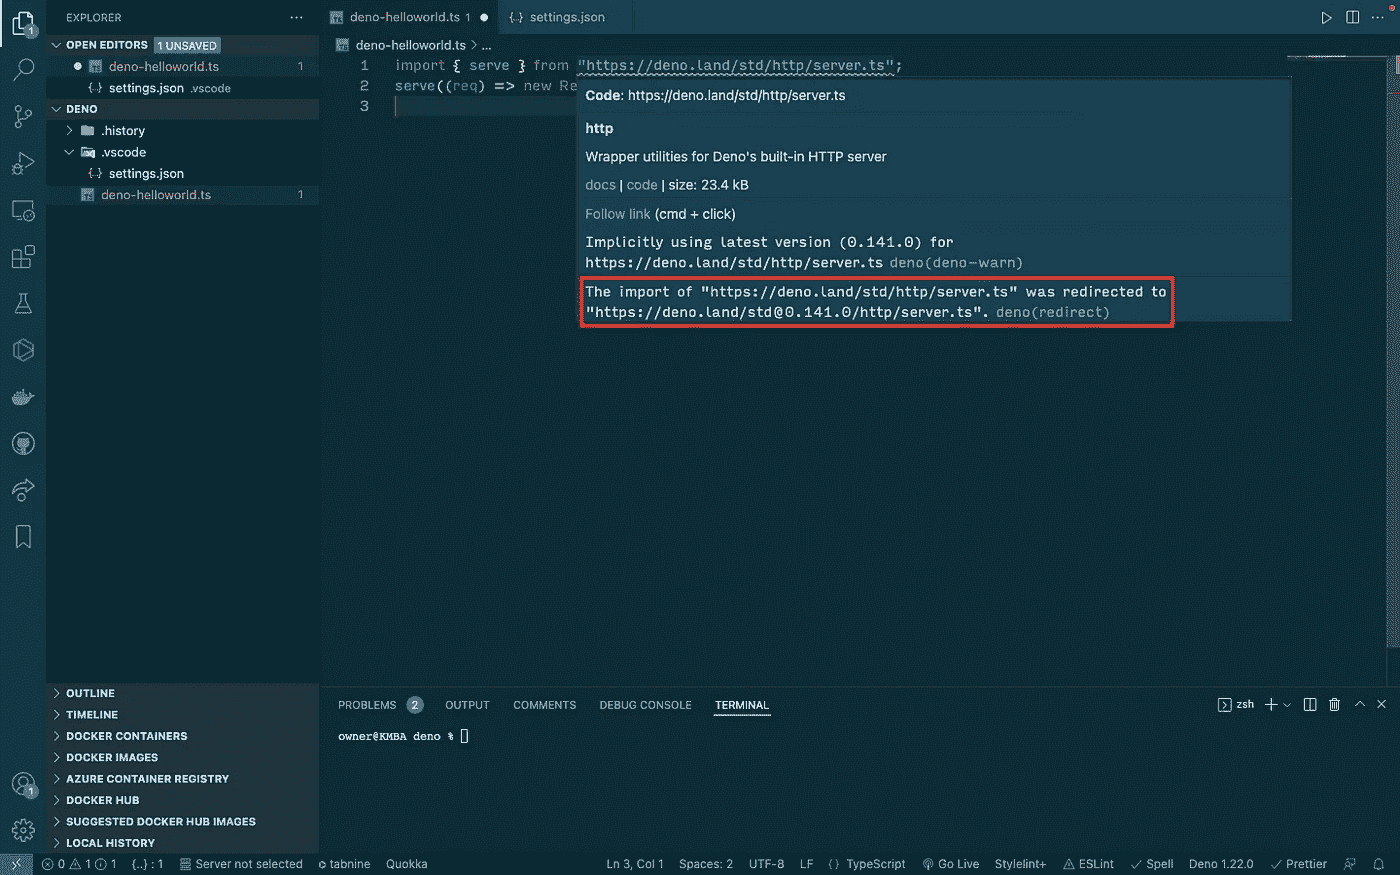 EXPLORER
OPEN EDITORS 1 UNSAVED
deno-helloworld.ts 1
settings.json .vscode
DENO
.history
.vscode
settings.json
deno-helloworld.ts 1
OUTLINE
TIMELINE
DOCKER CONTAINERS
DOCKER IMAGES
AZURE CONTAINER REGISTRY
DOCKER HUB
SUGGESTED DOCKER HUB IMAGES
LOCAL HISTORY
deno-helloworld.ts 1
{..} settings.json
deno-helloworld.ts > ...
1 import { serve } from "https://deno.land/std/http/server.ts";
2 serve((req) => new Re
3
Code: https://deno.land/std/http/server.ts
http
Wrapper utilities for Deno's built-in HTTP server
docs | code | size: 23.4 kB
Follow link (cmd + click)
Implicitly using latest version (0.141.0) for
https://deno.land/std/http/server.ts deno(deno-warn)
The import of "https://deno.land/std/http/server.ts" was redirected to
"https://deno.land/std@0.141.0/http/server.ts". deno(redirect)
PROBLEMS 2 OUTPUT COMMENTS DEBUG CONSOLE TERMINAL
zsh
owner@KMBA deno %
0 1 1 {..} : 1 Server not selected tabnine Quokka
Ln 3, Col 1 Spaces: 2 UTF-8 LF {} TypeScript Go Live Stylelint+ ESLint Spell Deno 1.22.0 Prettier